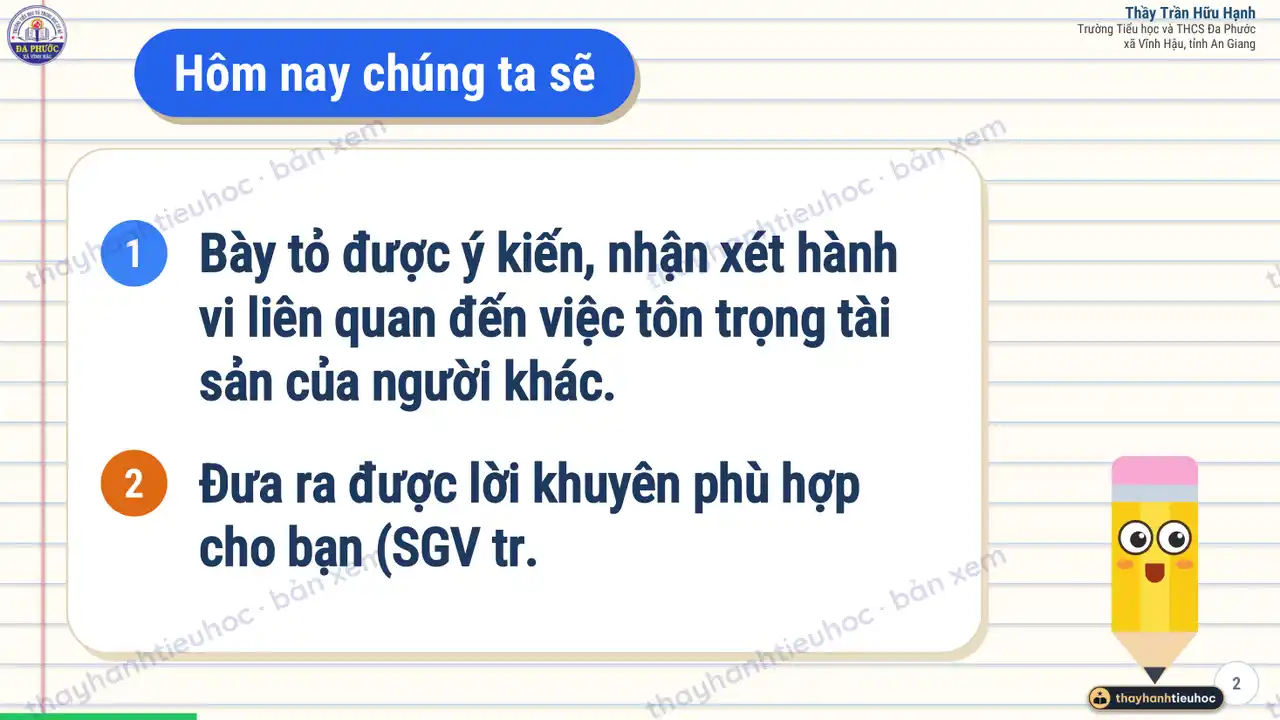 Thầy Trần Hữu Hạnh
Trường Tiểu học và THCS Đa Phước
xã Vĩnh Hậu, tỉnh An Giang
ĐA PHƯỚC
XÃ VĨNH HẬU
Hôm nay chúng ta sẽ
1
Bày tỏ được ý kiến, nhận xét hành
vi liên quan đến việc tôn trọng tài
sản của người khác.
2
Đưa ra được lời khuyên phù hợp
cho bạn (SGV tr.
thayhanhtieuhoc · bản xem
thayhanhtieuhoc · bản xem
thayhanhtieuhoc · bản xem
thayhanhtieuhoc · bản xem
thayhanhtieuhoc
2